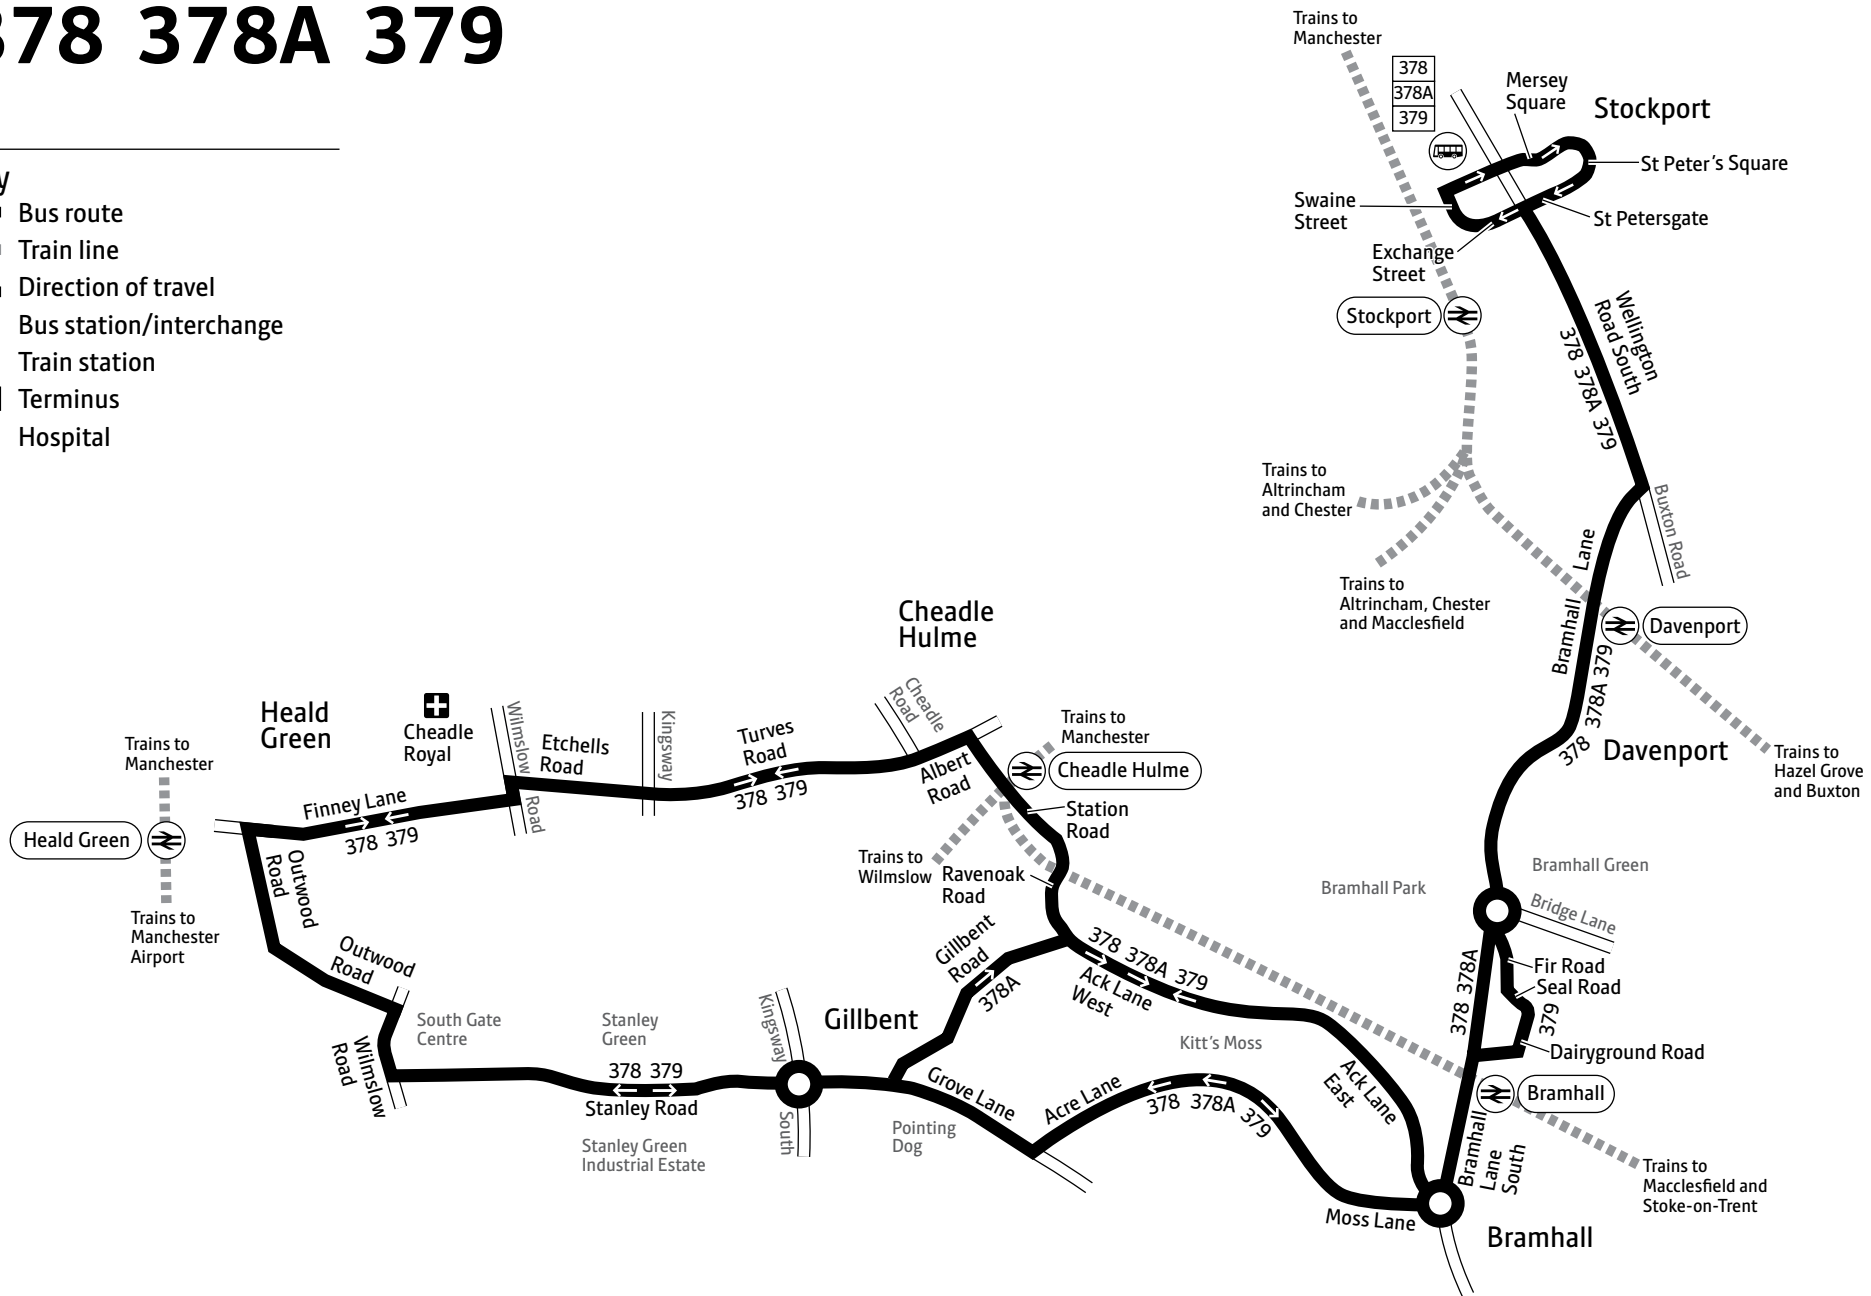 378 378A 379
Bus route
Train line
Direction of travel
Bus station/interchange
Train station
Terminus
Hospital
Trains to
Manchester
378
378A
379
Mersey
Square
Stockport
St Peter's Square
Swaine
Street
St Petersgate
Exchange
Street
Stockport
Wellington
Road South
378 378A 379
Trains to
Altrincham
and Chester
Buxton Road
Trains to
Altrincham, Chester
and Macclesfield
Bramhall Lane
Davenport
378 378A 379
Davenport
Trains to
Hazel Grove
and Buxton
Cheadle
Hulme
Heald
Green
Cheadle
Royal
Wilmslow
Road
Etchells
Road
Kingsway
Turves
Road
378 379
Cheadle
Road
Albert
Road
Trains to
Manchester
Cheadle Hulme
Station
Road
Trains to
Manchester
Finney Lane
378 379
Heald Green
Trains to
Manchester
Airport
Outwood
Road
Outwood
Road
Trains to
Wilmslow
Ravenoak
Road
Bramhall Park
Bramhall Green
Bridge Lane
Fir Road
Seal Road
378 378A
379
Dairyground Road
Gillbent
Road
378A
378 378A 379
Ack Lane
West
Kitt's Moss
Ack Lane
East
South Gate
Centre
Wilmslow
Road
Stanley
Green
378 379
Stanley Road
Stanley Green
Industrial Estate
Kingsway
South
Gillbent
Grove Lane
Pointing
Dog
Acre Lane
378 378A 379
Bramhall
Bramhall
Lane
South
Trains to
Macclesfield and
Stoke-on-Trent
Moss Lane
Bramhall